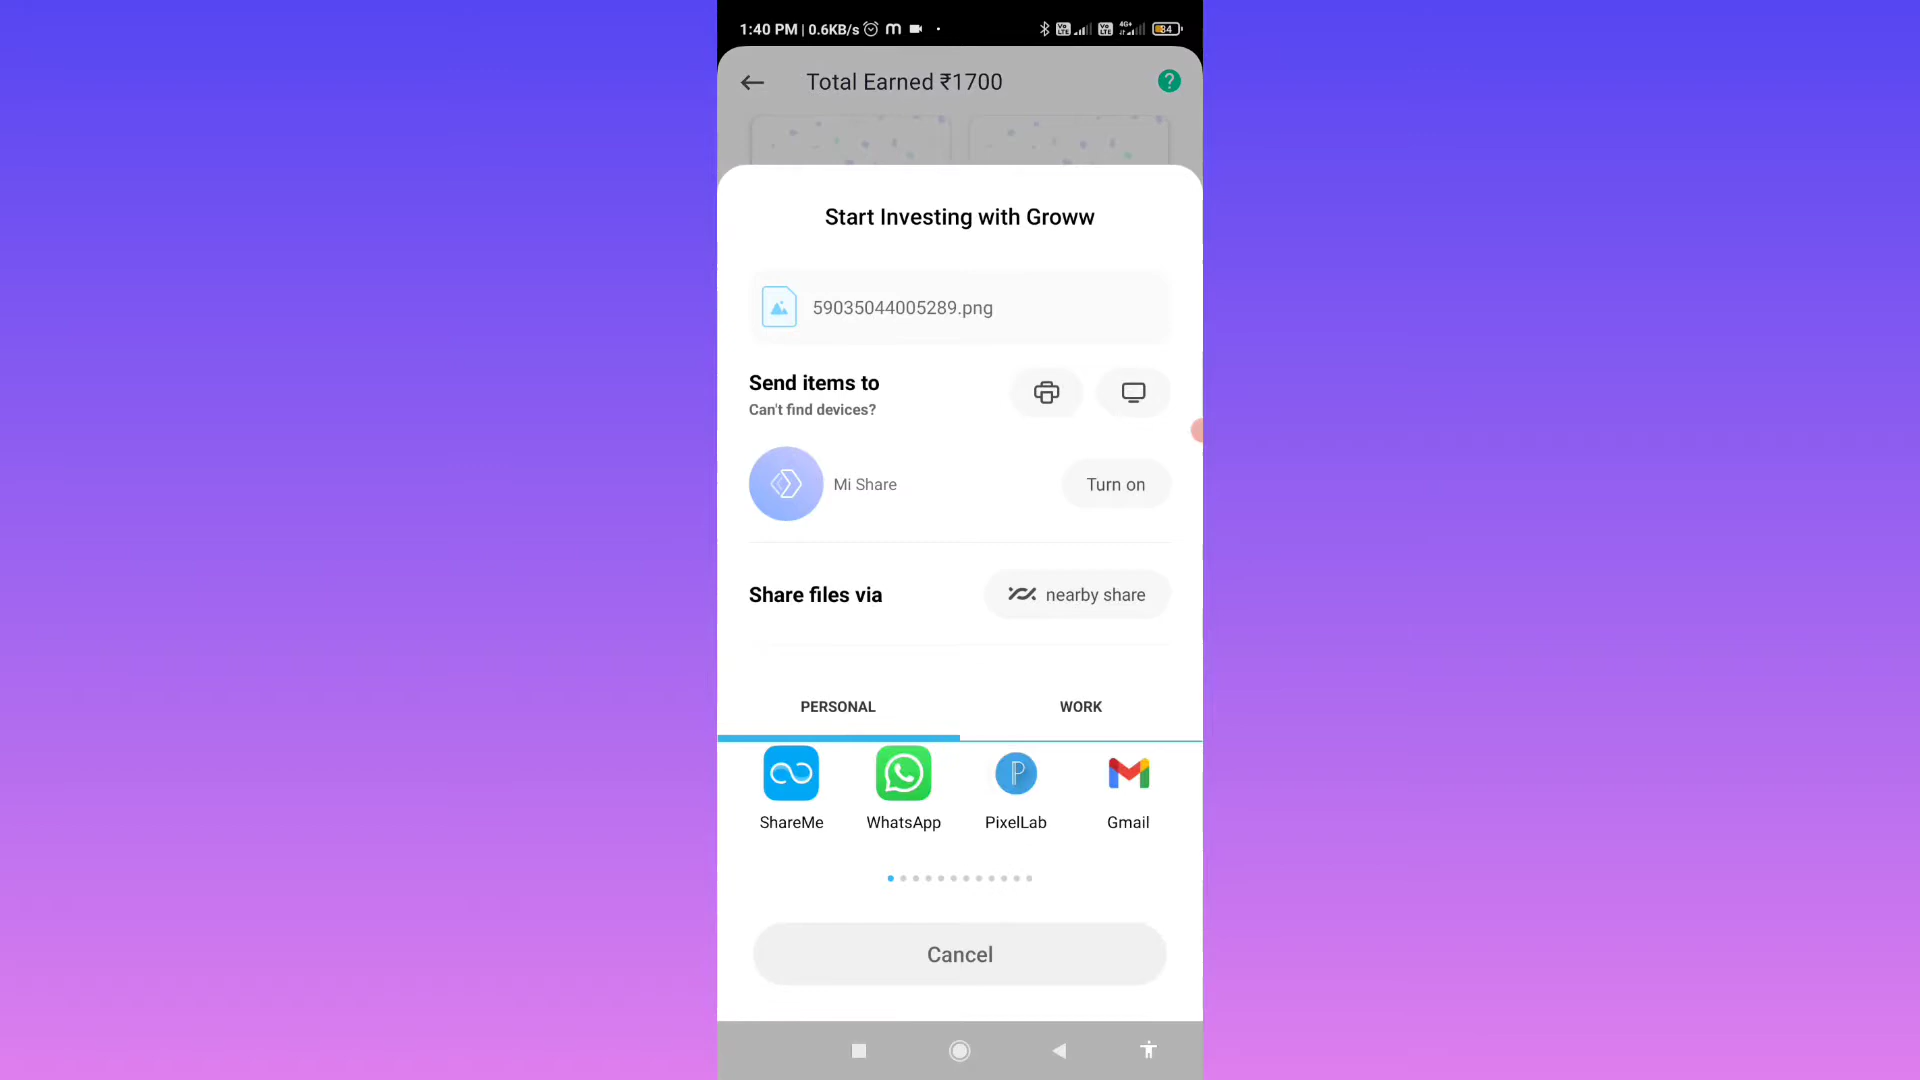 1:40 PM | 0.6KB/s
84
Total Earned ₹1700
?
Start Investing with Groww
59035044005289.png
Send items to
Can't find devices?
Mi Share
Turn on
Share files via
nearby share
PERSONAL
WORK
ShareMe
WhatsApp
PixelLab
Gmail
Cancel